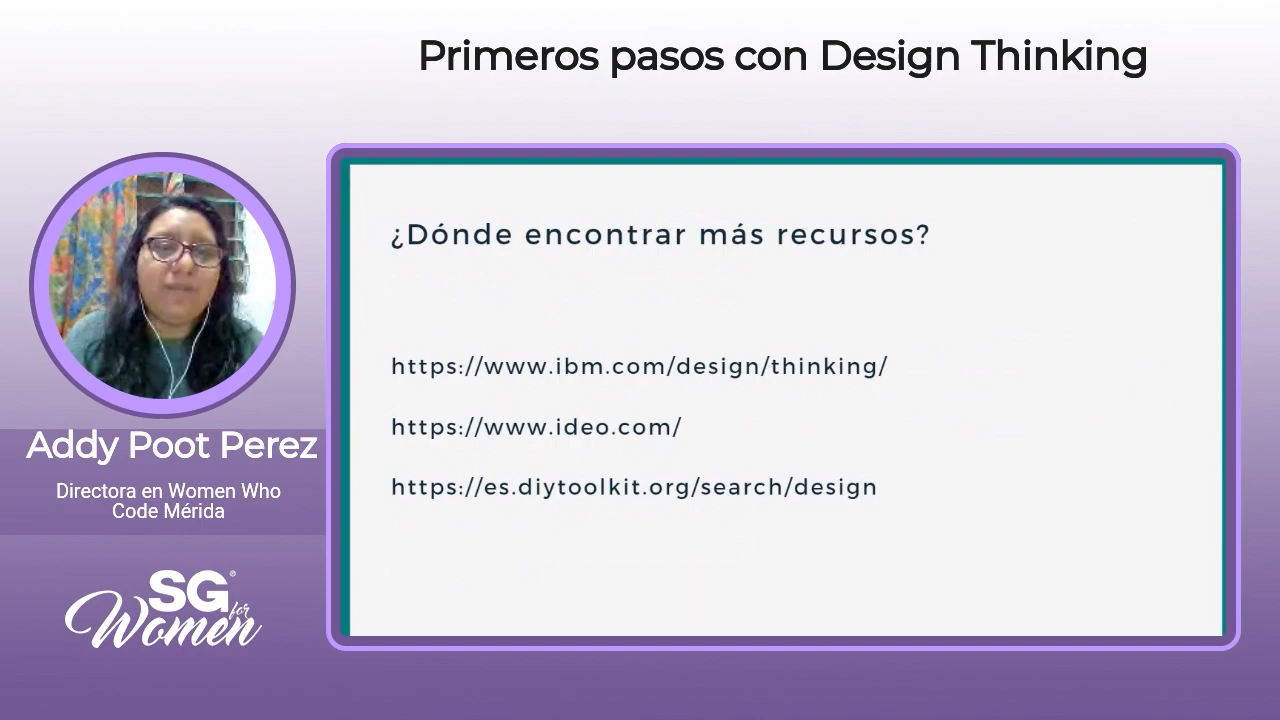 Primeros pasos con Design Thinking
¿Dónde encontrar más recursos?
https://www.ibm.com/design/thinking/
https://www.ideo.com/
https://es.diytoolkit.org/search/design
Addy Poot Perez
Directora en Women Who
Code Mérida
SG®
for
Women